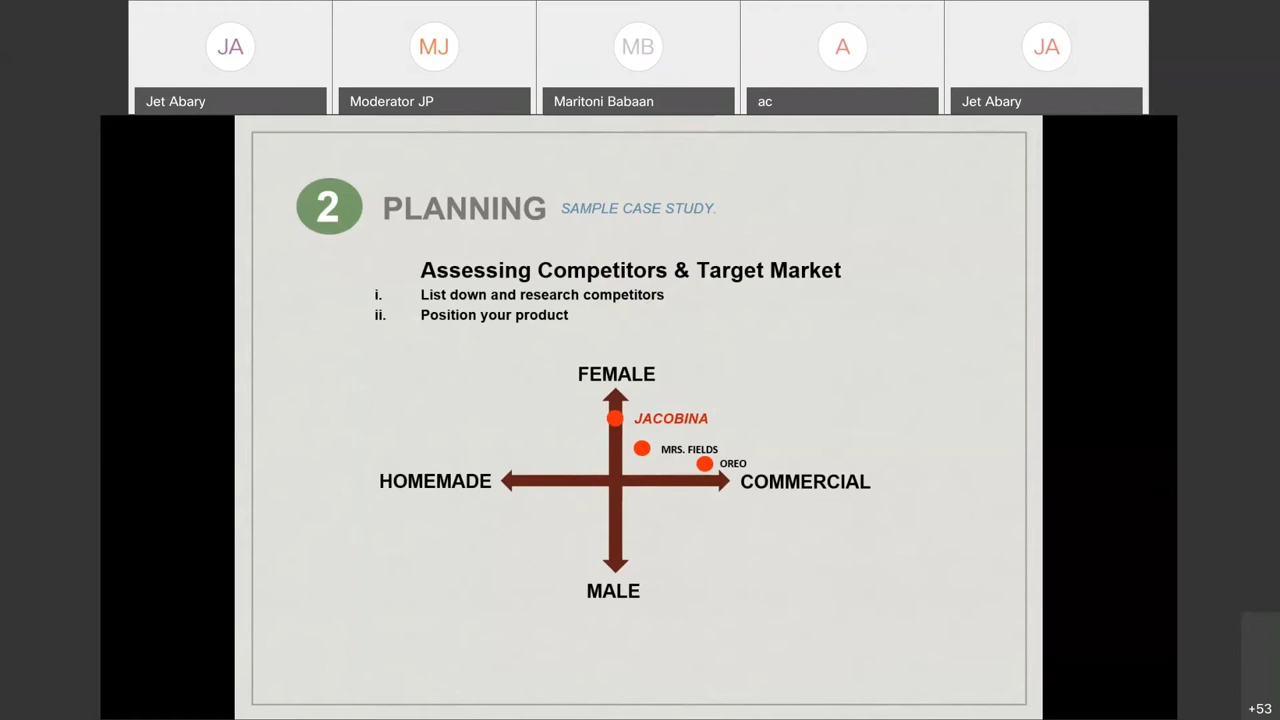 JA
MJ
MB
A
JA
Jet Abary
Moderator JP
Maritoni Babaan
ac
Jet Abary
2
PLANNING SAMPLE CASE STUDY.
Assessing Competitors & Target Market
i. List down and research competitors
ii. Position your product
FEMALE
JACOBINA
MRS. FIELDS
OREO
HOMEMADE
COMMERCIAL
MALE
+53